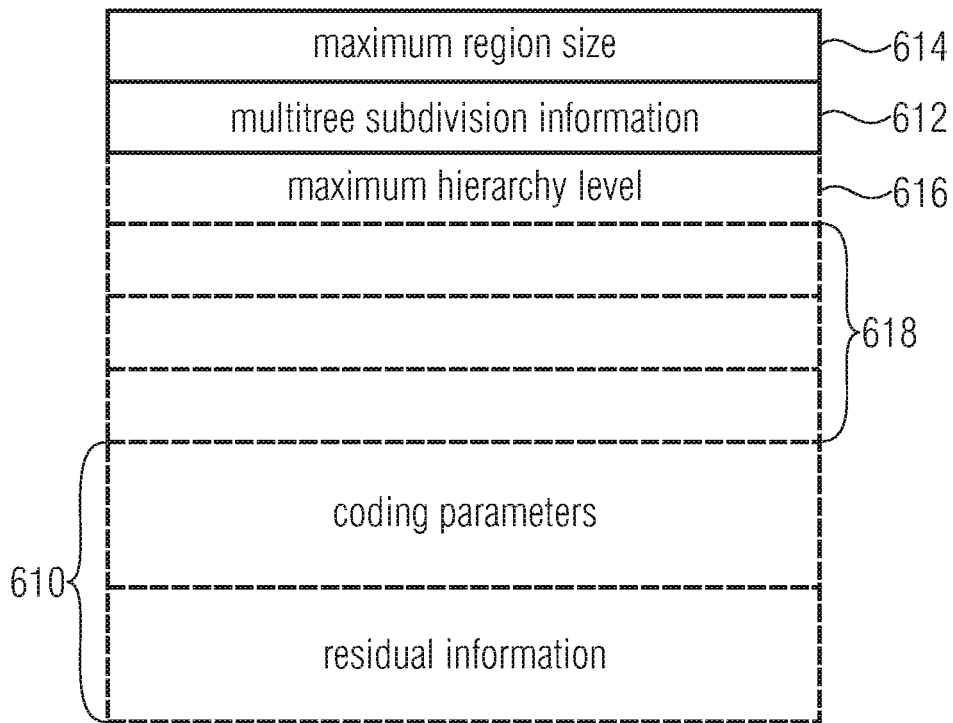 maximum region size 614
multitree subdivision information 612
maximum hierarchy level 616
618
coding parameters
610
residual information